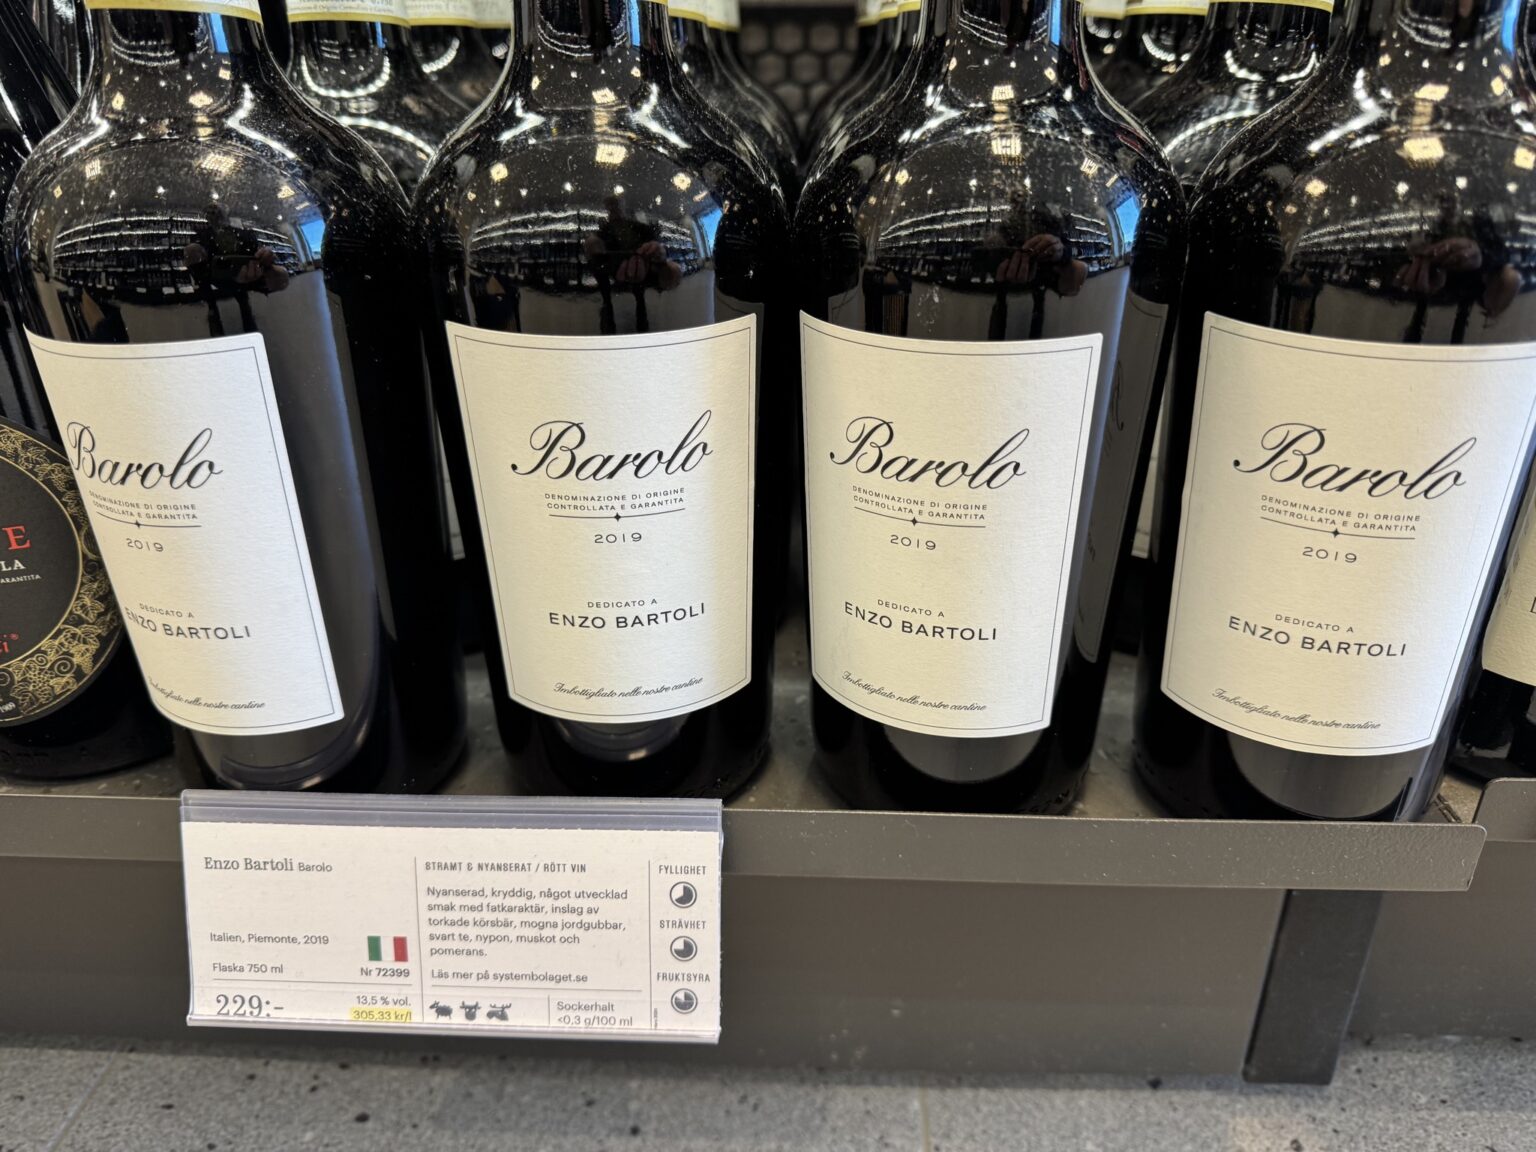 Barolo
DENOMINAZIONE DI ORIGINE
CONTROLLATA E GARANTITA
2019
DEDICATO A
ENZO BARTOLI
Imbottigliato nelle nostre cantine
Barolo
DENOMINAZIONE DI ORIGINE
CONTROLLATA E GARANTITA
2019
DEDICATO A
ENZO BARTOLI
Imbottigliato nelle nostre cantine
Barolo
DENOMINAZIONE DI ORIGINE
CONTROLLATA E GARANTITA
2019
DEDICATO A
ENZO BARTOLI
Imbottigliato nelle nostre cantine
Barolo
DENOMINAZIONE DI ORIGINE
CONTROLLATA E GARANTITA
2019
DEDICATO A
ENZO BARTOLI
Imbottigliato nelle nostre cantine
Enzo Bartoli Barolo
Italien, Piemonte, 2019
Flaska 750 ml
Nr 72399
229:-
13,5 % vol.
305,33 kr/l
STRAMT & NYANSERAT / RÖTT VIN
Nyanserad, kryddig, något utvecklad
smak med fatkaraktär, inslag av
torkade körsbär, mogna jordgubbar,
svart te, nypon, muskot och
pomerans.
Läs mer på systembolaget.se
Sockerhalt
<0,3 g/100 ml
FYLLIGHET
STRÄVHET
FRUKTSYRA